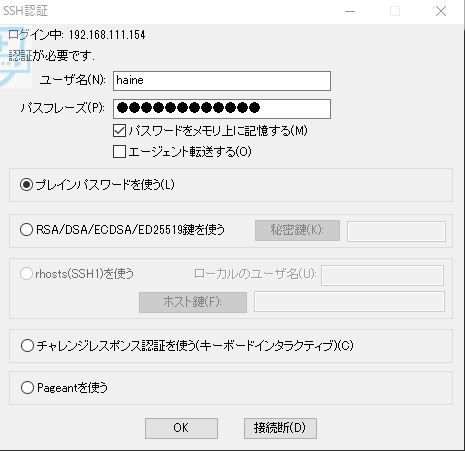 SSH認証
ログイン中: 192.168.111.154
認証が必要です.
ユーザ名(N): haine
パスフレーズ(P): ●●●●●●●●●●●●
パスワードをメモリ上に記憶する(M)
エージェント転送する(O)
プレインパスワードを使う(L)
RSA/DSA/ECDSA/ED25519鍵を使う 秘密鍵(K):
rhosts(SSH1)を使う ローカルのユーザ名(U):
ホスト鍵(F):
チャレンジレスポンス認証を使う(キーボードインタラクティブ)(C)
Pageantを使う
OK 接続断(D)